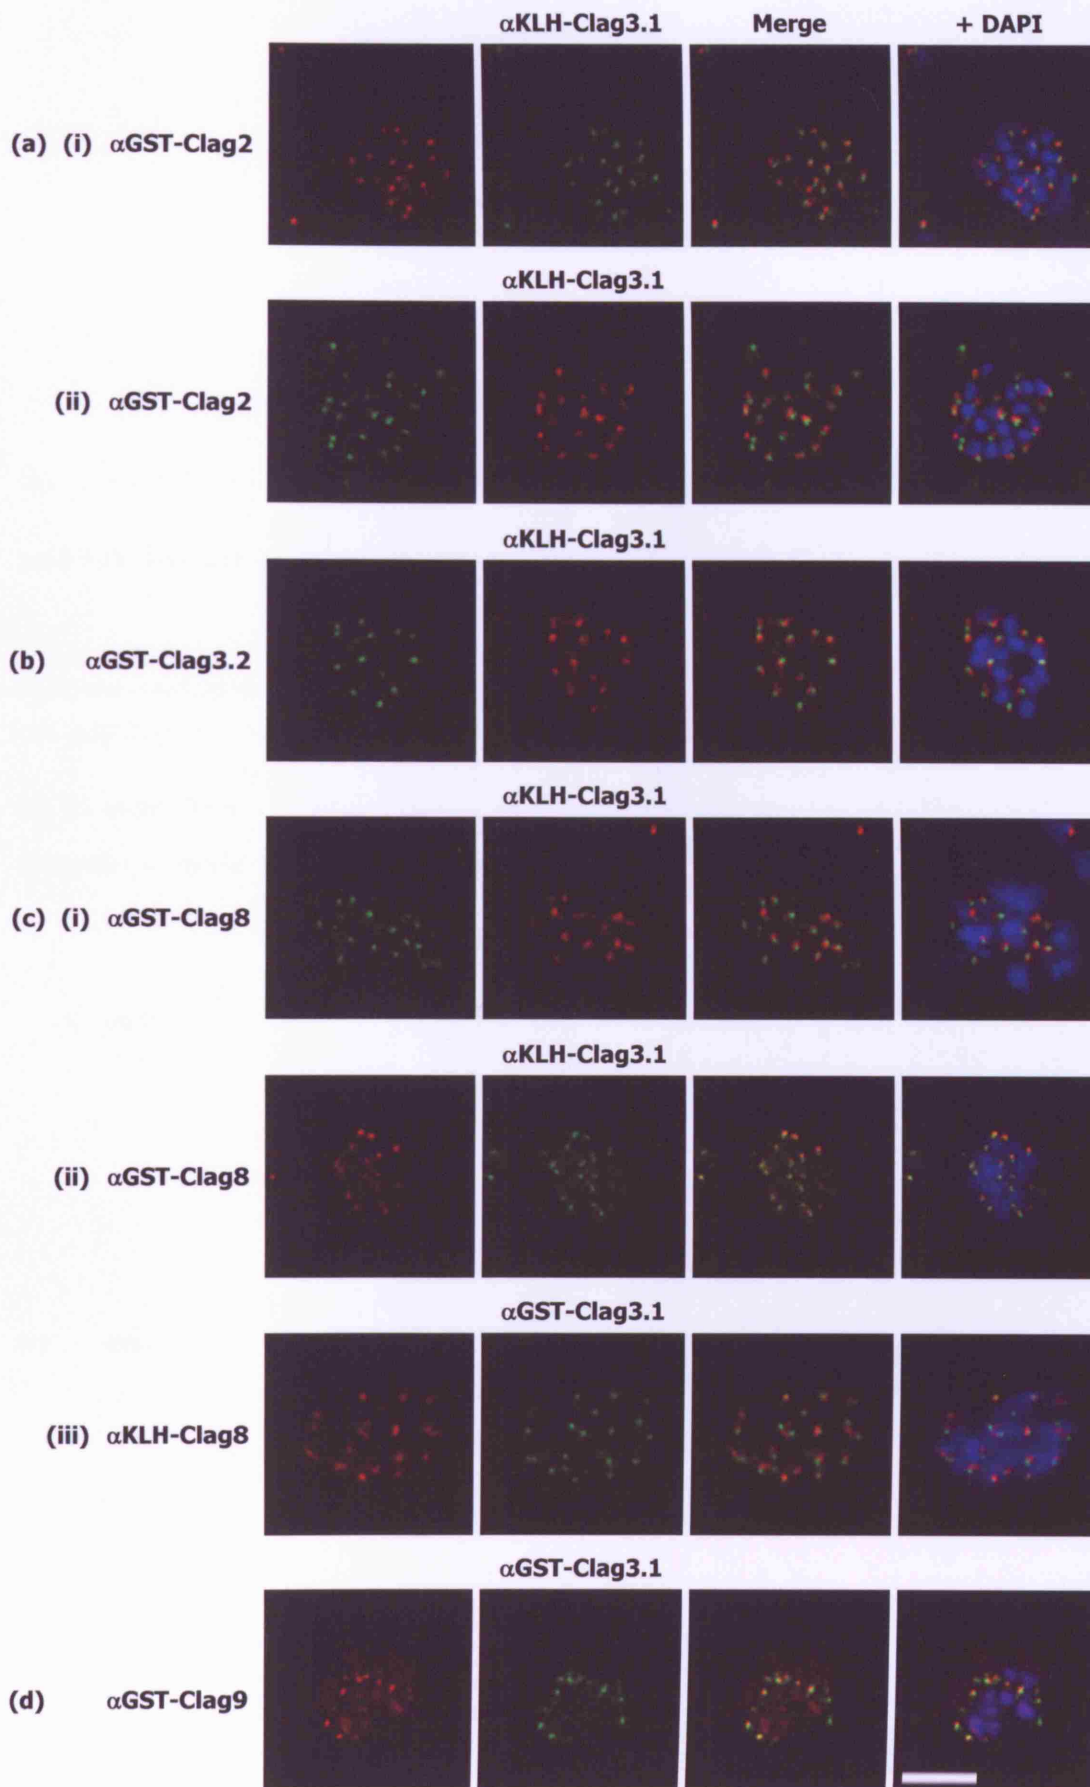 αKLH-Clag3.1 Merge + DAPI
(a) (i) αGST-Clag2
αKLH-Clag3.1
(ii) αGST-Clag2
αKLH-Clag3.1
(b) αGST-Clag3.2
αKLH-Clag3.1
(c) (i) αGST-Clag8
αKLH-Clag3.1
(ii) αGST-Clag8
αGST-Clag3.1
(iii) αKLH-Clag8
αGST-Clag3.1
(d) αGST-Clag9